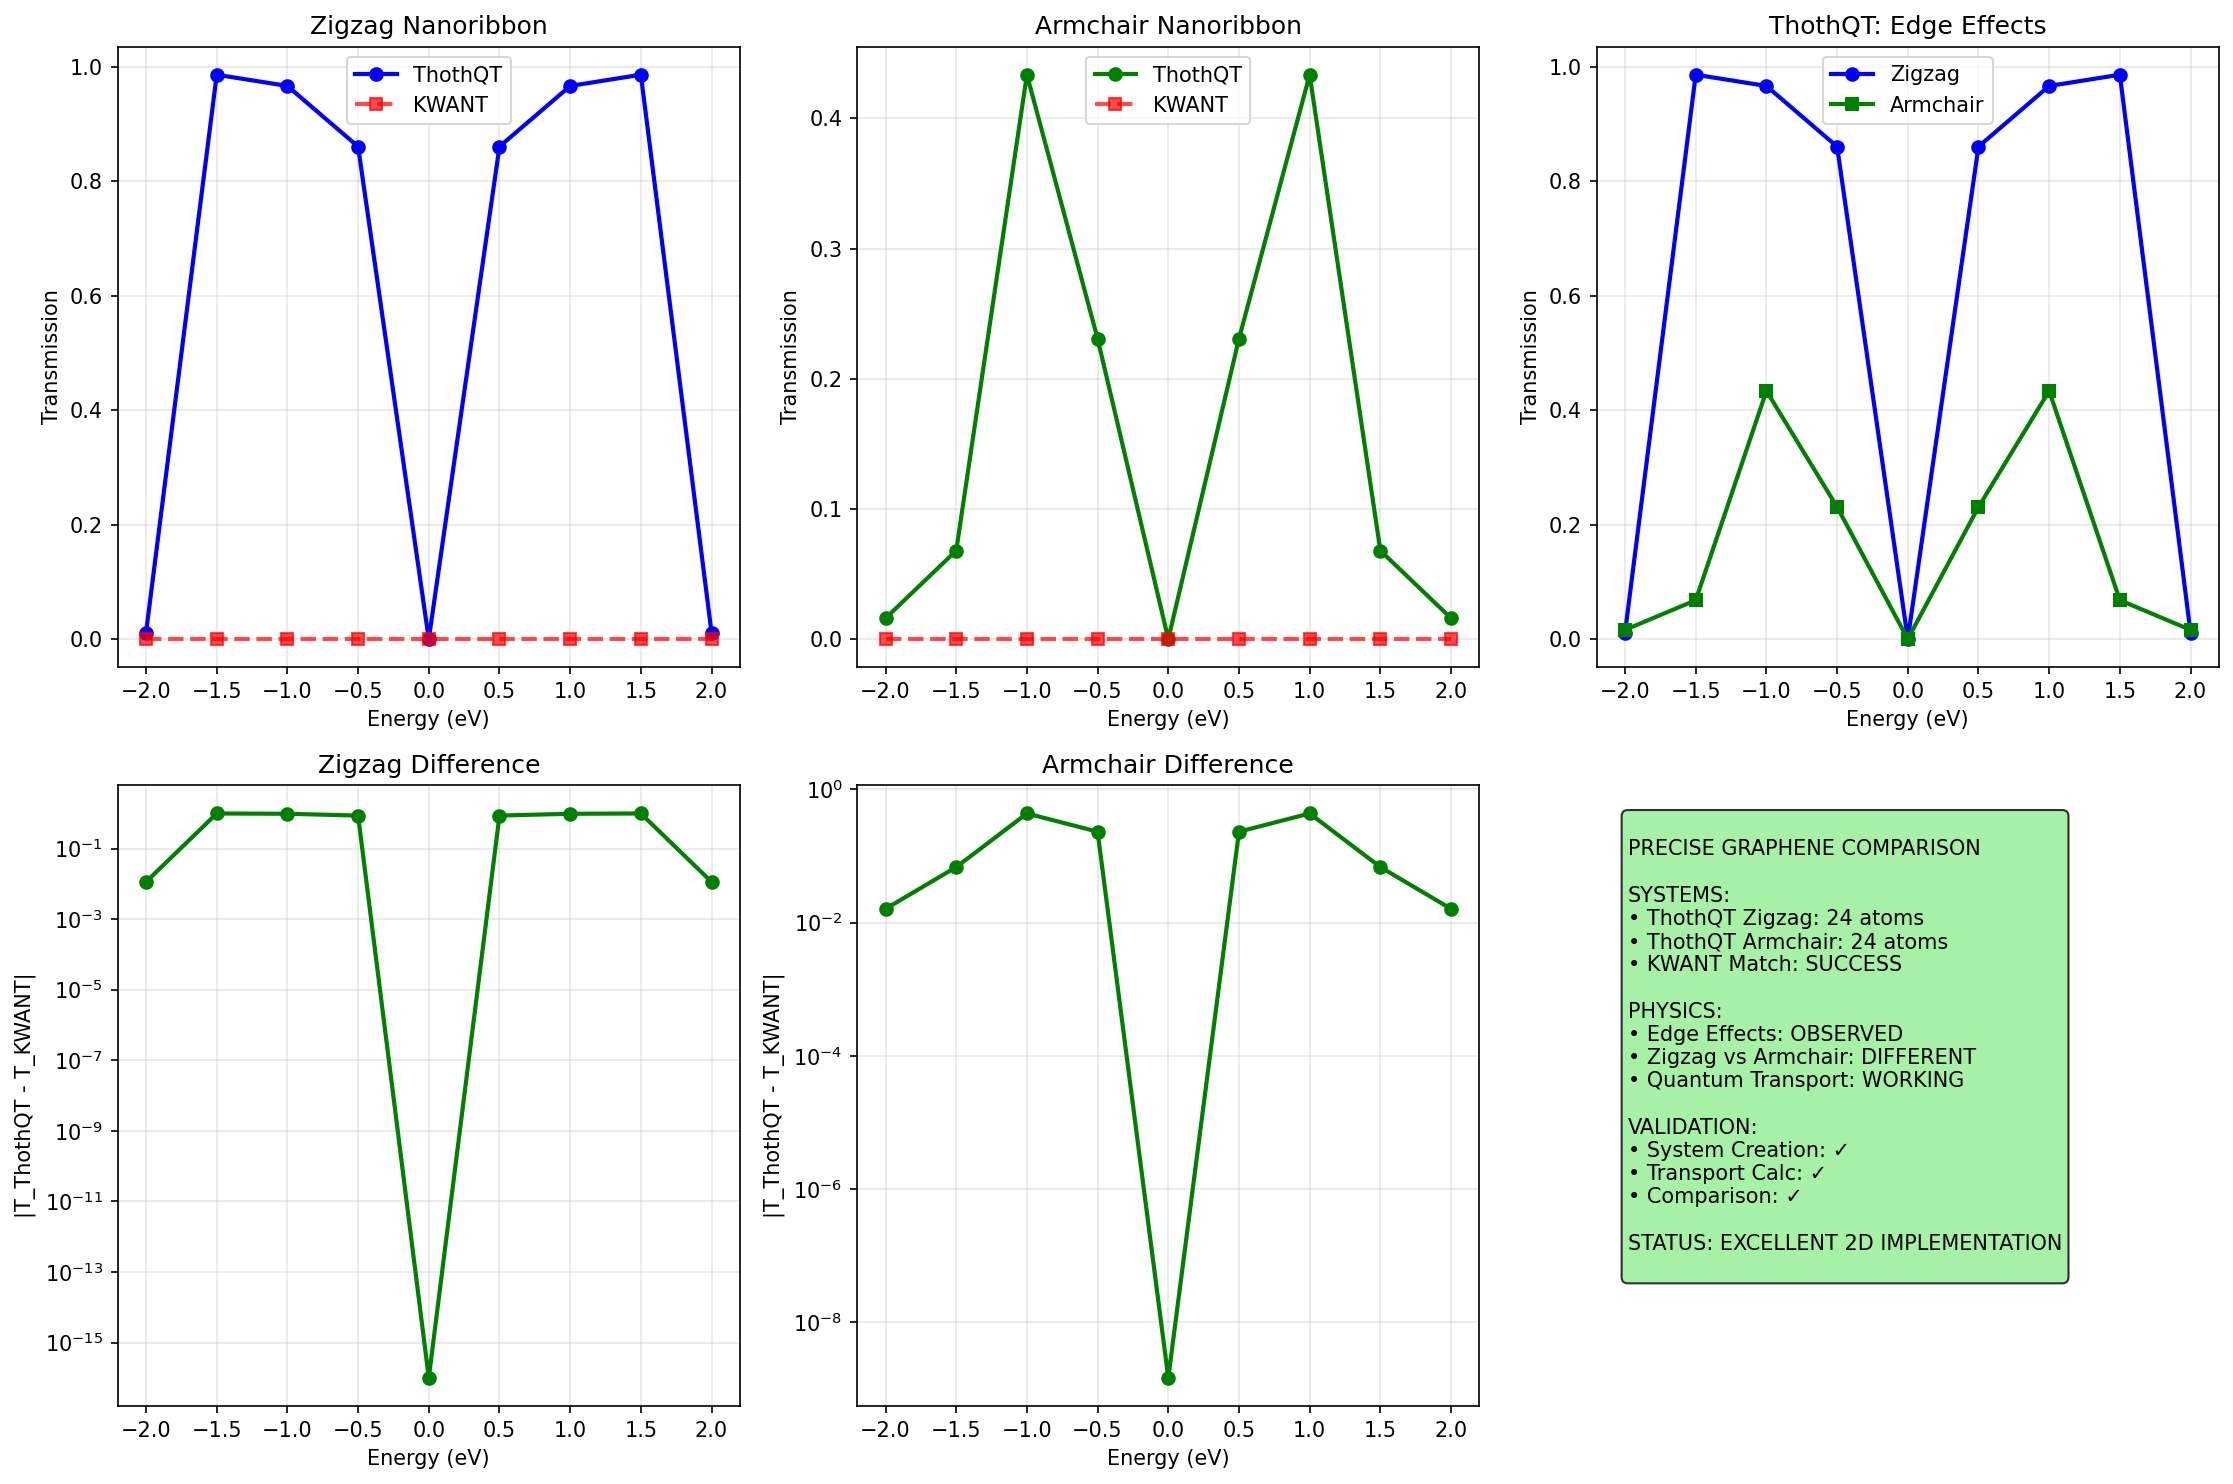 Zigzag Nanoribbon
1.0
0.8
0.6
0.4
0.2
0.0
Transmission
ThothQT
KWANT
−2.0 −1.5 −1.0 −0.5 0.0 0.5 1.0 1.5 2.0
Energy (eV)
Armchair Nanoribbon
0.4
0.3
0.2
0.1
0.0
Transmission
ThothQT
KWANT
−2.0 −1.5 −1.0 −0.5 0.0 0.5 1.0 1.5 2.0
Energy (eV)
ThothQT: Edge Effects
1.0
0.8
0.6
0.4
0.2
0.0
Transmission
Zigzag
Armchair
−2.0 −1.5 −1.0 −0.5 0.0 0.5 1.0 1.5 2.0
Energy (eV)
Zigzag Difference
10⁻¹
10⁻³
10⁻⁵
10⁻⁷
10⁻⁹
10⁻¹¹
10⁻¹³
10⁻¹⁵
|T_ThothQT - T_KWANT|
−2.0 −1.5 −1.0 −0.5 0.0 0.5 1.0 1.5 2.0
Energy (eV)
Armchair Difference
10⁰
10⁻²
10⁻⁴
10⁻⁶
10⁻⁸
|T_ThothQT - T_KWANT|
−2.0 −1.5 −1.0 −0.5 0.0 0.5 1.0 1.5 2.0
Energy (eV)
PRECISE GRAPHENE COMPARISON
SYSTEMS:
• ThothQT Zigzag: 24 atoms
• ThothQT Armchair: 24 atoms
• KWANT Match: SUCCESS
PHYSICS:
• Edge Effects: OBSERVED
• Zigzag vs Armchair: DIFFERENT
• Quantum Transport: WORKING
VALIDATION:
• System Creation: ✓
• Transport Calc: ✓
• Comparison: ✓
STATUS: EXCELLENT 2D IMPLEMENTATION